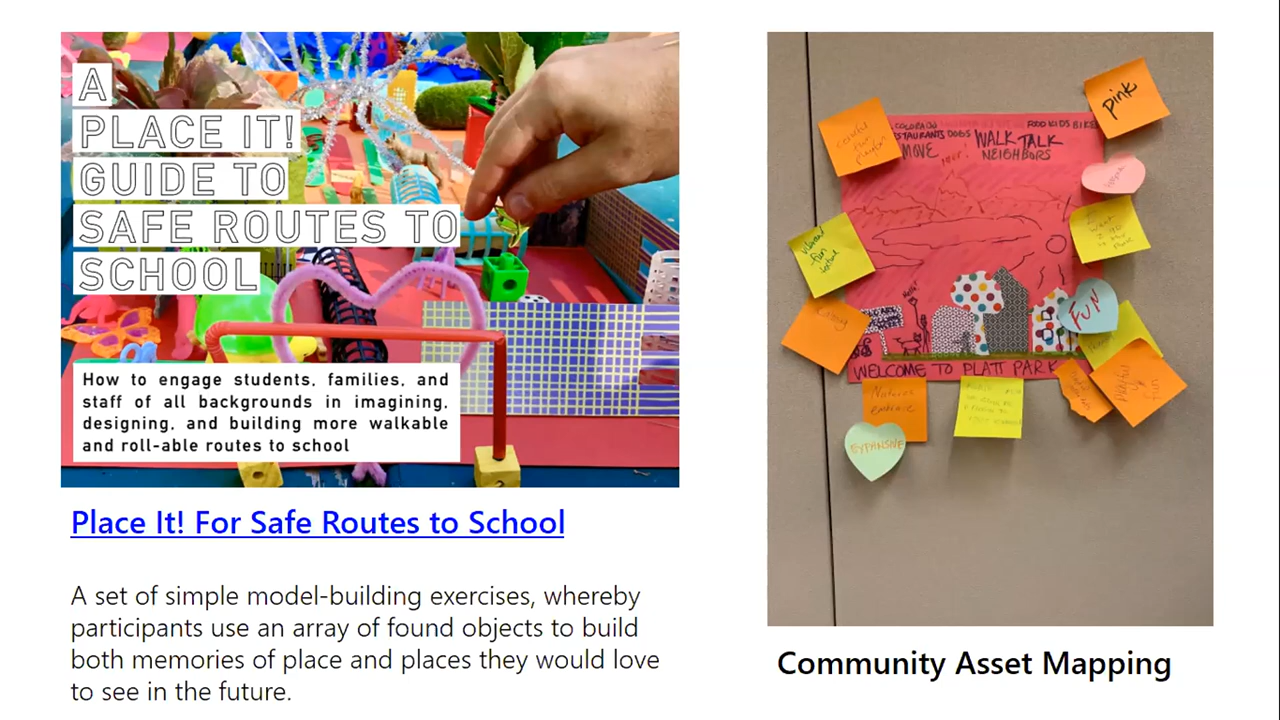 A
PLACE IT!
GUIDE TO
SAFE ROUTES TO
SCHOOL
How to engage students, families, and
staff of all backgrounds in imagining,
designing, and building more walkable
and roll-able routes to school
Place It! For Safe Routes to School
A set of simple model-building exercises, whereby
participants use an array of found objects to build
both memories of place and places they would love
to see in the future.
pink
COLORADO
FOOD KIDS BIKE
DOGS
WALK TALK
MOVE
NEIGHBORS
FUN
WELCOME TO PLATT PARK
EXPANSIVE
Community Asset Mapping